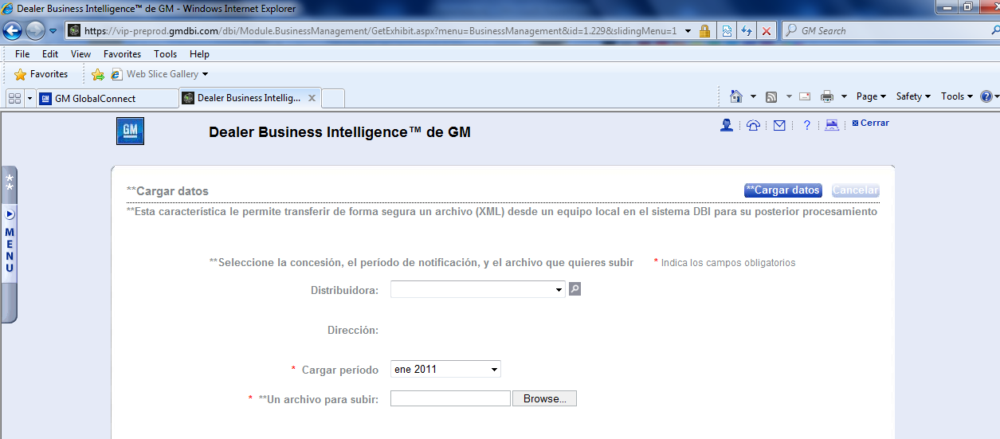 Dealer Business Intelligence™ de GM - Windows Internet Explorer
https://vip-preprod.gmdbi.com/dbi/Module.BusinessManagement/GetExhibit.aspx?menu=BusinessManagement&id=1.229&slidingMenu=1
GM Search
File Edit View Favorites Tools Help
Favorites Web Slice Gallery
GM GlobalConnect Dealer Business Intellig... Page Safety Tools
GM Dealer Business Intelligence™ de GM Cerrar
**Cargar datos **Cargar datos Cancelar
**Esta característica le permite transferir de forma segura un archivo (XML) desde un equipo local en el sistema DBI para su posterior procesamiento
** MENU
**Seleccione la concesión, el período de notificación, y el archivo que quieres subir * Indica los campos obligatorios
Distribuidora:
Dirección:
* Cargar período ene 2011
* **Un archivo para subir: Browse...